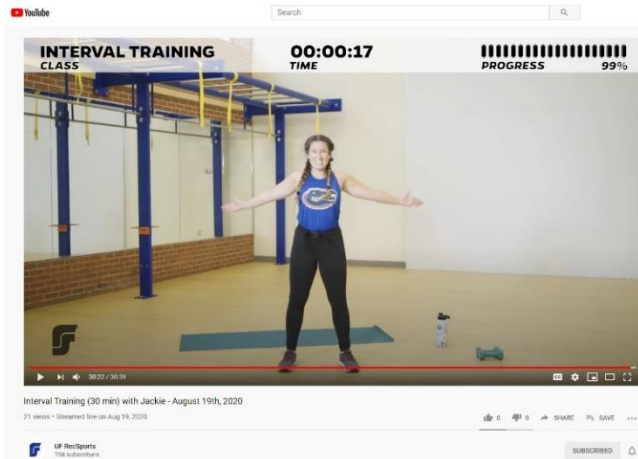 YouTube
Search
INTERVAL TRAINING
CLASS
00:00:17
TIME
PROGRESS 99%
30:22 / 30:39
CC
Interval Training (30 min) with Jackie - August 19th, 2020
21 views • Streamed live on Aug 19, 2020
0 0 SHARE SAVE
UF RecSports
758 subscribers
SUBSCRIBED